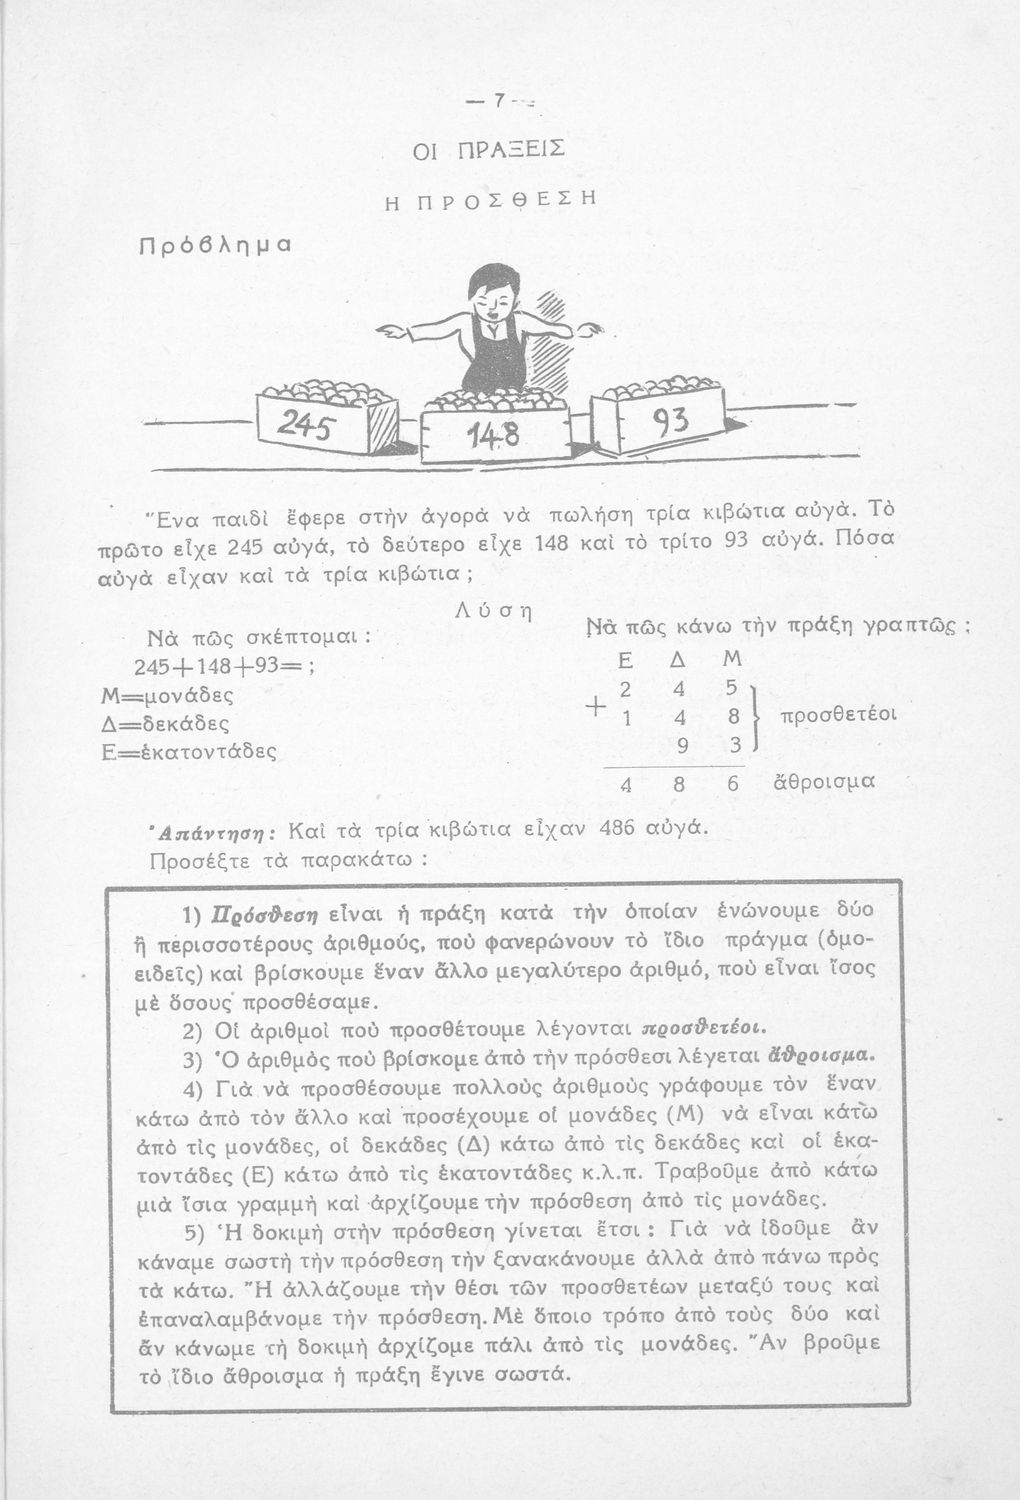 — 7 —
ΟΙ ΠΡΑΞΕΙΣ
Η ΠΡΟΣΘΕΣΗ
Πρόβλημα
245
148
93
Ἕνα παιδὶ ἔφερε στὴν ἀγορὰ νὰ πωλήση τρία κιβώτια αὐγὰ. Τὸ
πρῶτο εἶχε 245 αὐγά, τὸ δεύτερο εἶχε 148 καὶ τὸ τρίτο 93 αὐγά. Πόσα
αὐγὰ εἶχαν καὶ τὰ τρία κιβώτια ;
Λύση
Νὰ πῶς σκέπτομαι :
245+148+93= ;
Μ=μονάδες
Δ=δεκάδες
Ε=ἑκατοντάδες
Νὰ πῶς κάνω τὴν πράξη γραπτῶς :
Ε Δ Μ
2 4 5
+ 1 4 8 προσθετέοι
9 3
4 8 6 ἄθροισμα
Ἀπάντηση: Καὶ τὰ τρία κιβώτια εἶχαν 486 αὐγά.
Προσέξτε τὰ παρακάτω :
1) Πρόσθεση εἶναι ἡ πράξη κατὰ τὴν ὁποίαν ἑνώνουμε δύο
ἢ περισσοτέρους ἀριθμούς, ποὺ φανερώνουν τὸ ἴδιο πράγμα (ὁμο-
ειδεῖς) καὶ βρίσκουμε ἕναν ἄλλο μεγαλύτερο ἀριθμό, ποὺ εἶναι ἴσος
μὲ ὅσους προσθέσαμε.
2) Οἱ ἀριθμοὶ ποὺ προσθέτουμε λέγονται προσθετέοι.
3) Ὁ ἀριθμὸς ποὺ βρίσκομε ἀπὸ τὴν πρόσθεσι λέγεται ἄθροισμα.
4) Γιὰ νὰ προσθέσουμε πολλοὺς ἀριθμοὺς γράφουμε τὸν ἕναν
κάτω ἀπὸ τὸν ἄλλο καὶ προσέχουμε οἱ μονάδες (Μ) νὰ εἶναι κάτω
ἀπὸ τὶς μονάδες, οἱ δεκάδες (Δ) κάτω ἀπὸ τὶς δεκάδες καὶ οἱ ἑκα-
τοντάδες (Ε) κάτω ἀπὸ τὶς ἑκατοντάδες κ.λ.π. Τραβοῦμε ἀπὸ κάτω
μιὰ ἴσια γραμμὴ καὶ ἀρχίζουμε τὴν πρόσθεση ἀπὸ τὶς μονάδες.
5) Ἡ δοκιμὴ στὴν πρόσθεση γίνεται ἔτσι : Γιὰ νὰ ἰδοῦμε ἂν
κάναμε σωστὴ τὴν πρόσθεση τὴν ξανακάνουμε ἀλλὰ ἀπὸ πάνω πρὸς
τὰ κάτω. Ἢ ἀλλάζουμε τὴν θέσι τῶν προσθετέων μεταξύ τους καὶ
ἐπαναλαμβάνομε τὴν πρόσθεση. Μὲ ὅποιο τρόπο ἀπὸ τοὺς δύο καὶ
ἄν κάνωμε τὴ δοκιμὴ ἀρχίζομε πάλι ἀπὸ τὶς μονάδες. Ἂν βροῦμε
τὸ ἴδιο ἄθροισμα ἡ πράξη ἔγινε σωστά.